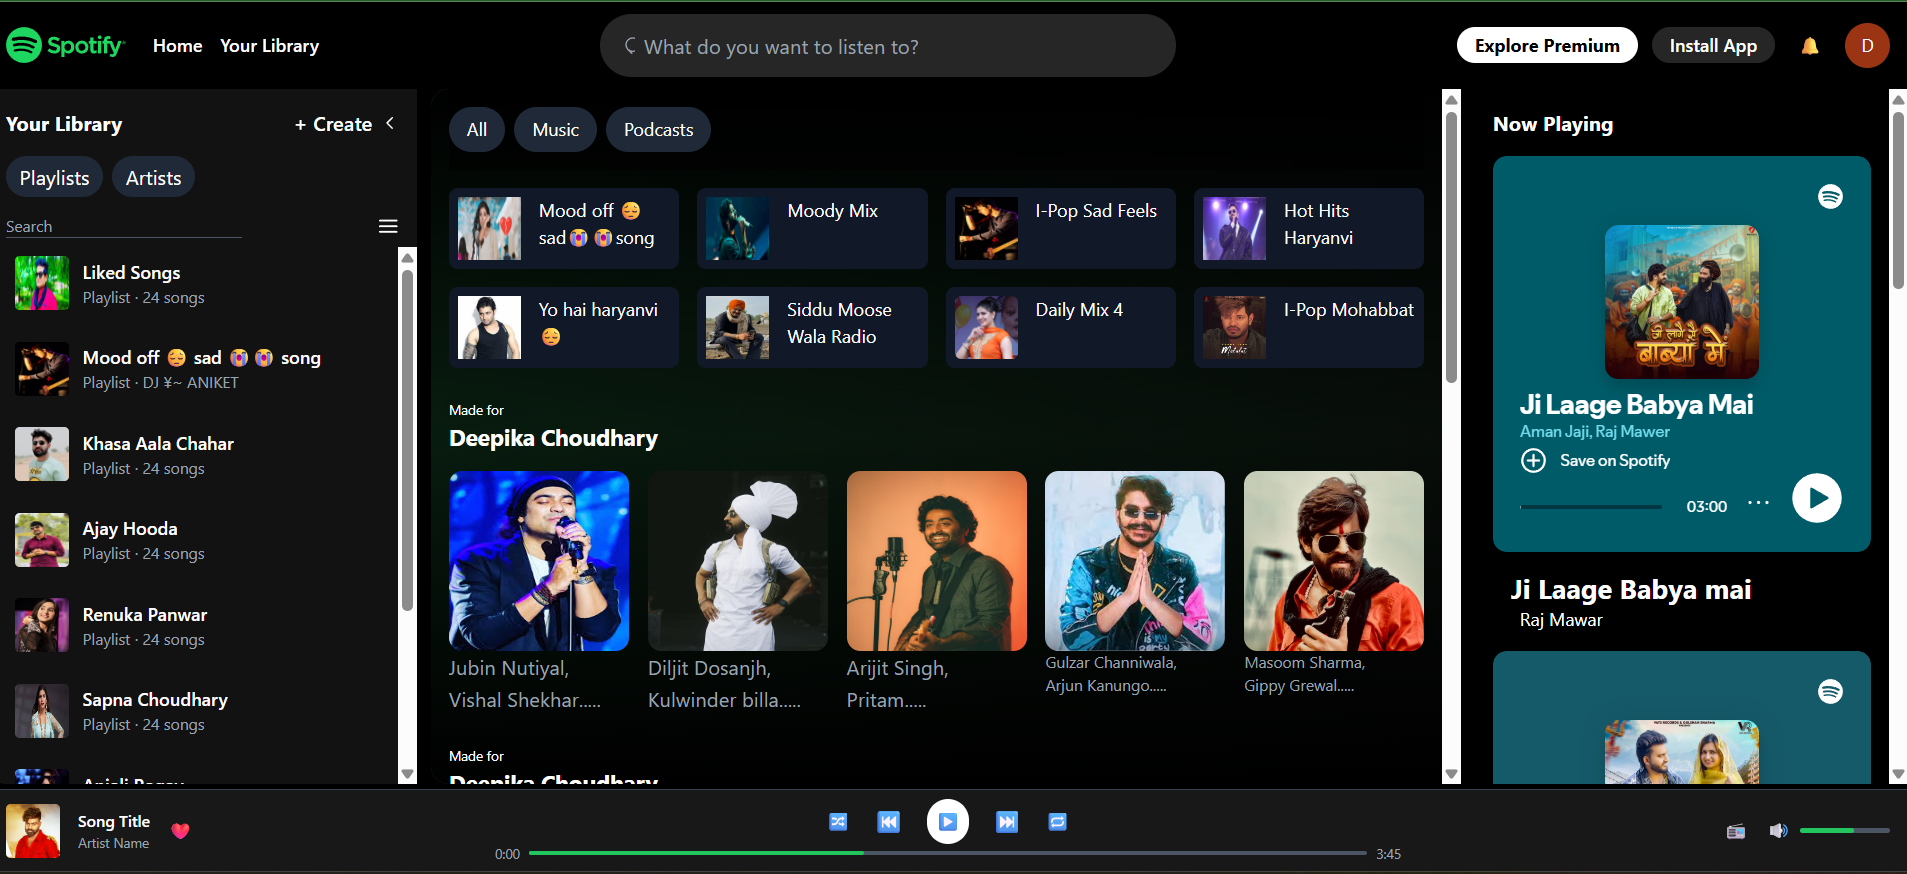 Spotify
Home
Your Library
What do you want to listen to?
Explore Premium
Install App
D
Your Library
+ Create
Playlists
Artists
Search
Liked Songs
Playlist · 24 songs
Mood off 😔 sad 😭 😭 song
Playlist · DJ ¥~ ANIKET
Khasa Aala Chahar
Playlist · 24 songs
Ajay Hooda
Playlist · 24 songs
Renuka Panwar
Playlist · 24 songs
Sapna Choudhary
Playlist · 24 songs
All
Music
Podcasts
Mood off 😔
sad😭 😭song
Moody Mix
I-Pop Sad Feels
Hot Hits
Haryanvi
Yo hai haryanvi
😔
Siddu Moose
Wala Radio
Daily Mix 4
I-Pop Mohabbat
Made for
Deepika Choudhary
Jubin Nutiyal,
Vishal Shekhar.....
Diljit Dosanjh,
Kulwinder billa.....
Arijit Singh,
Pritam.....
Gulzar Channiwala,
Arjun Kanungo.....
Masoom Sharma,
Gippy Grewal.....
Made for
Deepika Choudhary
Now Playing
जी लागै मै
बाब्यां में
Ji Laage Babya Mai
Aman Jaji, Raj Mawer
Save on Spotify
03:00
Ji Laage Babya mai
Raj Mawar
Song Title
Artist Name
0:00
3:45